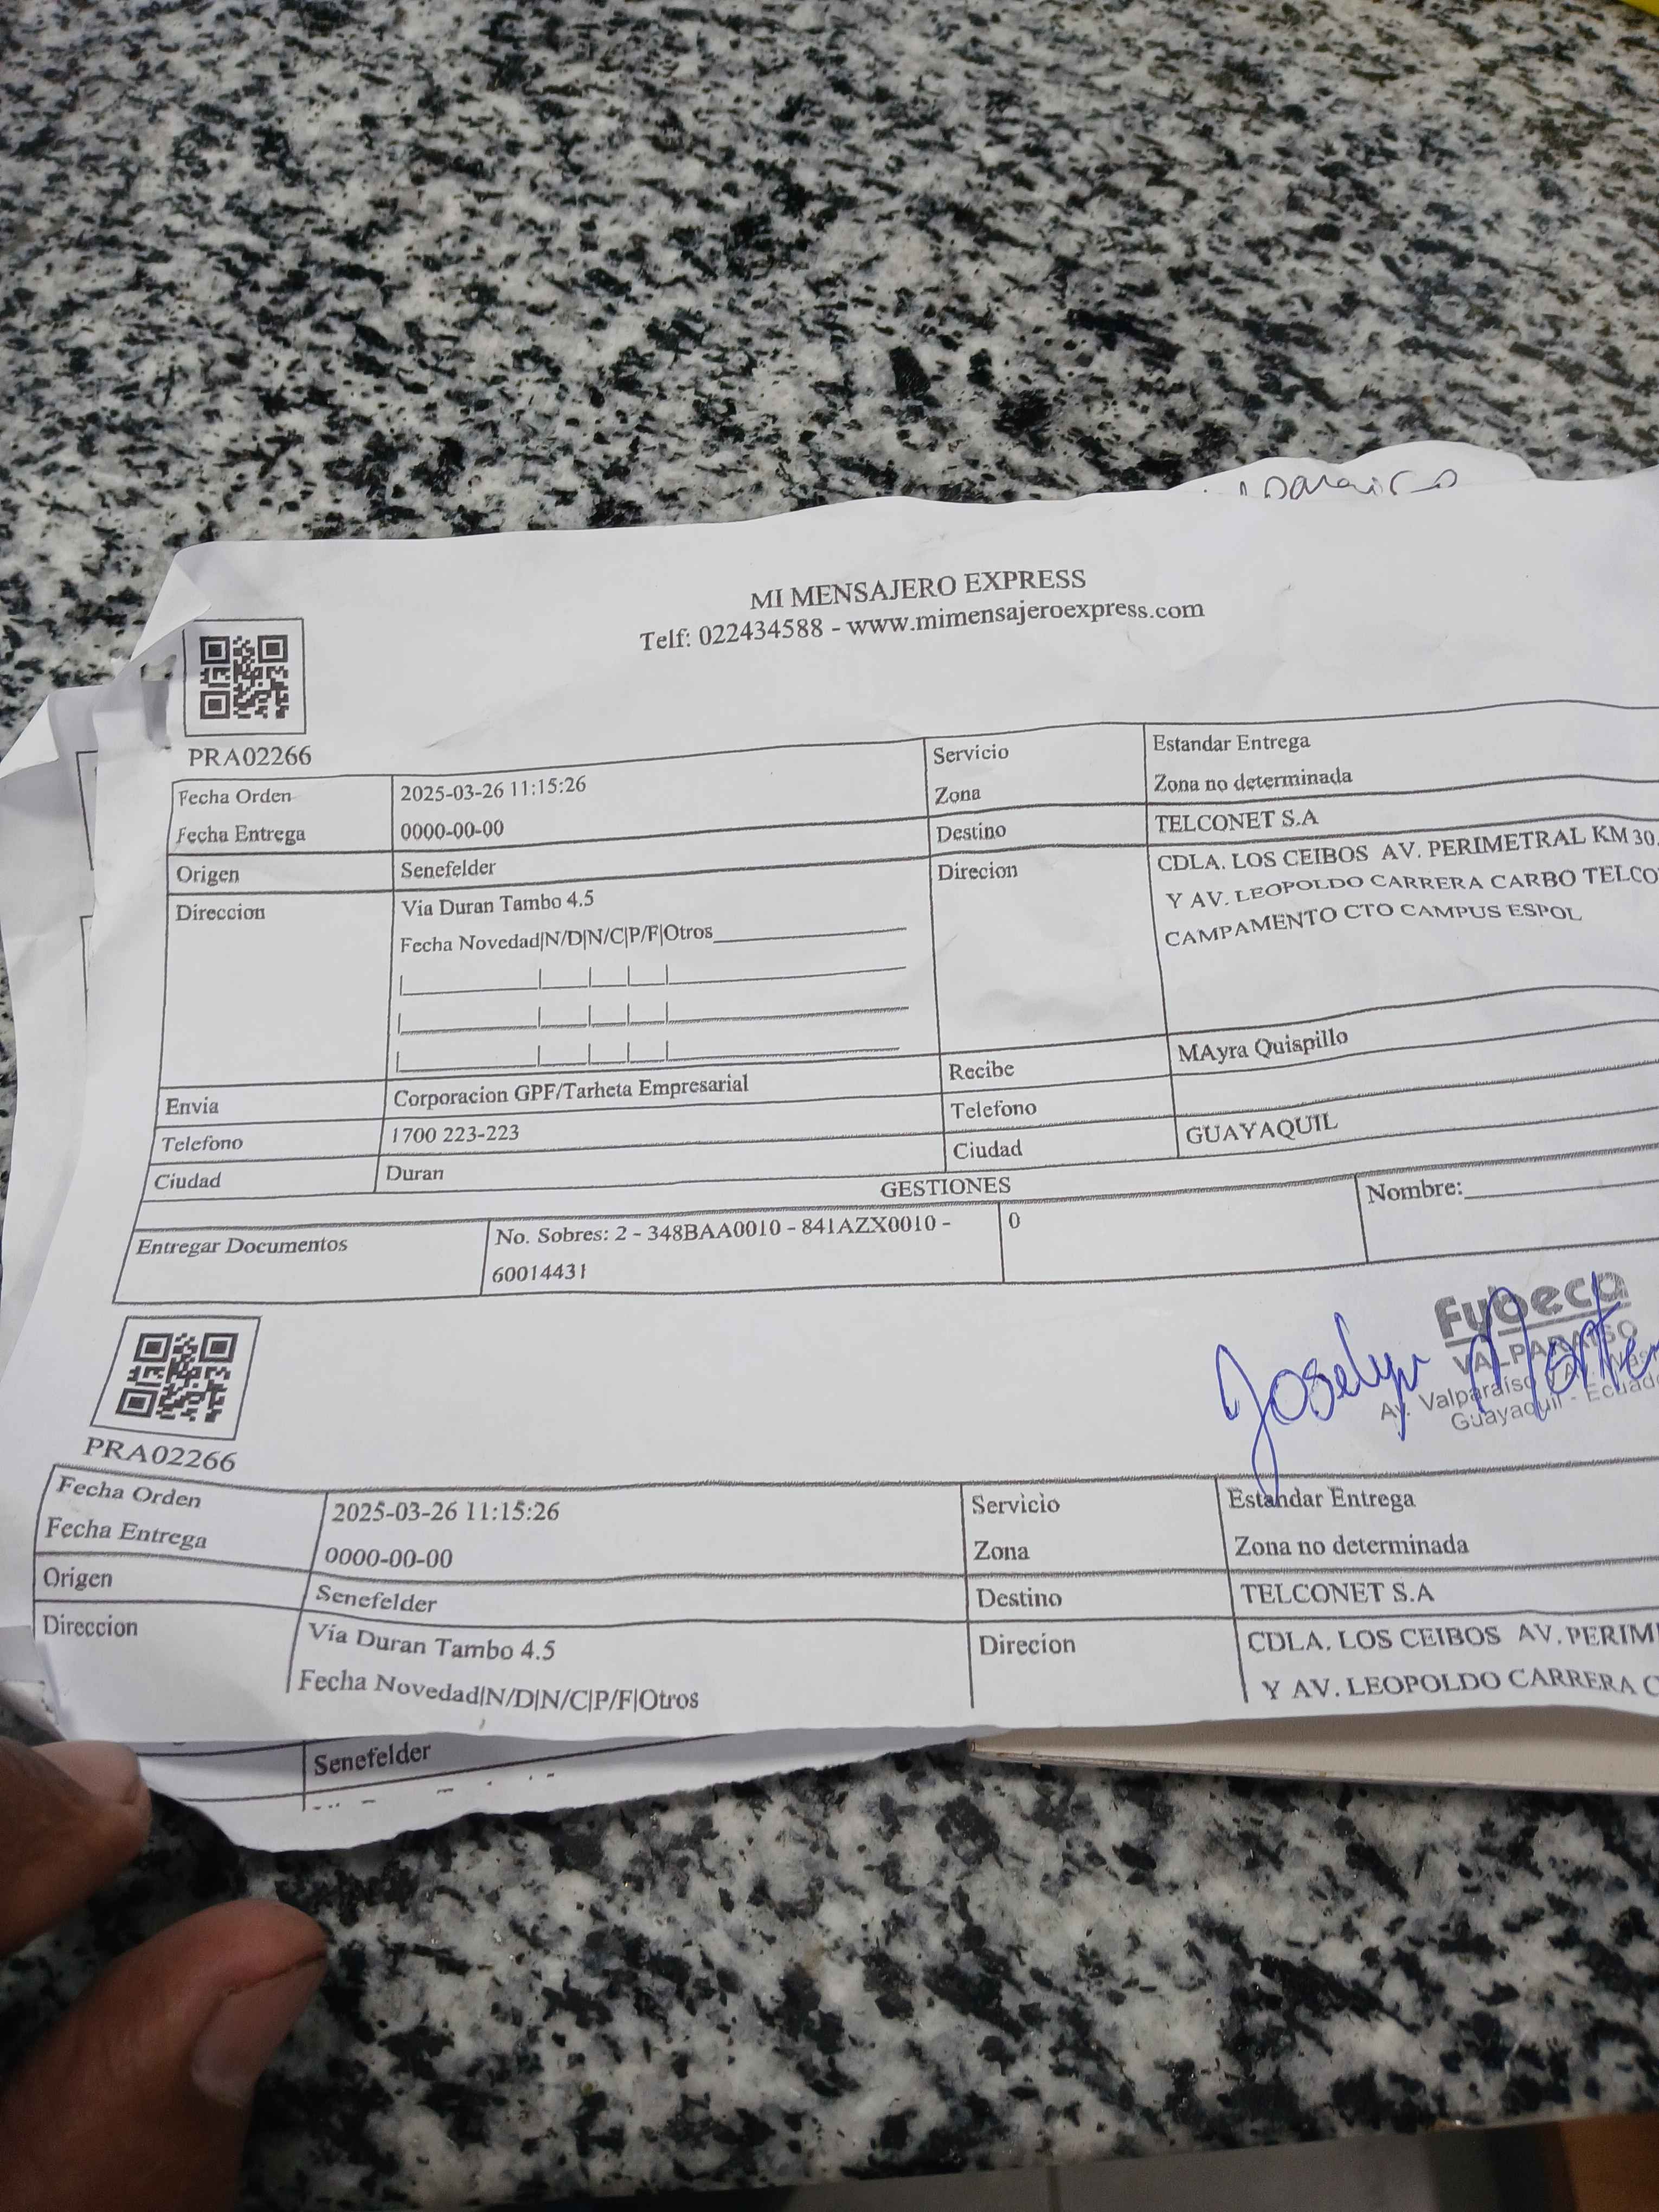 MI MENSAJERO EXPRESS
Telf: 022434588 - www.mimensajeroexpress.com
PRA02266
Fecha Orden 2025-03-26 11:15:26 Servicio Estandar Entrega
Fecha Entrega 0000-00-00 Zona Zona no determinada
Origen Senefelder Destino TELCONET S.A
Direccion Via Duran Tambo 4.5 Direcion CDLA. LOS CEIBOS AV. PERIMETRAL KM 30.
Fecha Novedad|N/D|N/C|P/F|Otros Y AV. LEOPOLDO CARRERA CARBO TELCO
CAMPAMENTO CTO CAMPUS ESPOL
Envia Corporacion GPF/Tarheta Empresarial Recibe MAyra Quispillo
Telefono 1700 223-223 Telefono
Ciudad Duran Ciudad GUAYAQUIL
GESTIONES
Entregar Documentos No. Sobres: 2 - 348BAA0010 - 841AZX0010 - 0 Nombre:
60014431
Fybeca
VALPARAISO
Av. Valparaiso
Guayaquil - Ecuado
Joselyn
PRA02266
Fecha Orden 2025-03-26 11:15:26 Servicio Estandar Entrega
Fecha Entrega 0000-00-00 Zona Zona no determinada
Origen Senefelder Destino TELCONET S.A
Direccion Via Duran Tambo 4.5 Direcion CDLA. LOS CEIBOS AV. PERIM
Fecha Novedad|N/D|N/C|P/F|Otros Y AV. LEOPOLDO CARRERA C
Senefelder